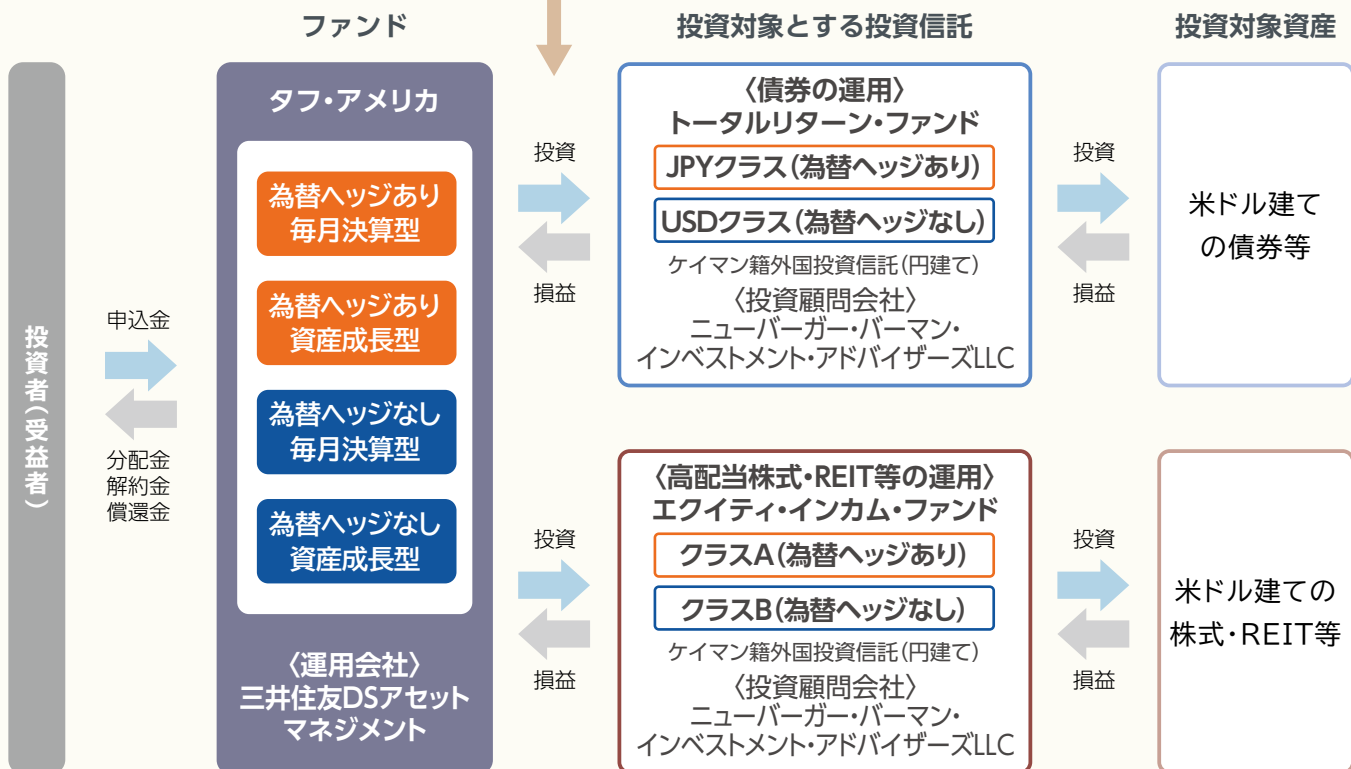 ファンド
投資対象とする投資信託
投資対象資産
投資者(受益者)
申込金
分配金
解約金
償還金
タフ・アメリカ
為替ヘッジあり
毎月決算型
為替ヘッジあり
資産成長型
為替ヘッジなし
毎月決算型
為替ヘッジなし
資産成長型
〈運用会社〉
三井住友DSアセット
マネジメント
投資
損益
〈債券の運用〉
トータルリターン・ファンド
JPYクラス(為替ヘッジあり)
USDクラス(為替ヘッジなし)
ケイマン籍外国投資信託(円建て)
〈投資顧問会社〉
ニューバーガー・バーマン・
インベストメント・アドバイザーズLLC
投資
損益
米ドル建て
の債券等
投資
損益
〈高配当株式・REIT等の運用〉
エクイティ・インカム・ファンド
クラスA(為替ヘッジあり)
クラスB(為替ヘッジなし)
ケイマン籍外国投資信託(円建て)
〈投資顧問会社〉
ニューバーガー・バーマン・
インベストメント・アドバイザーズLLC
投資
損益
米ドル建ての
株式・REIT等